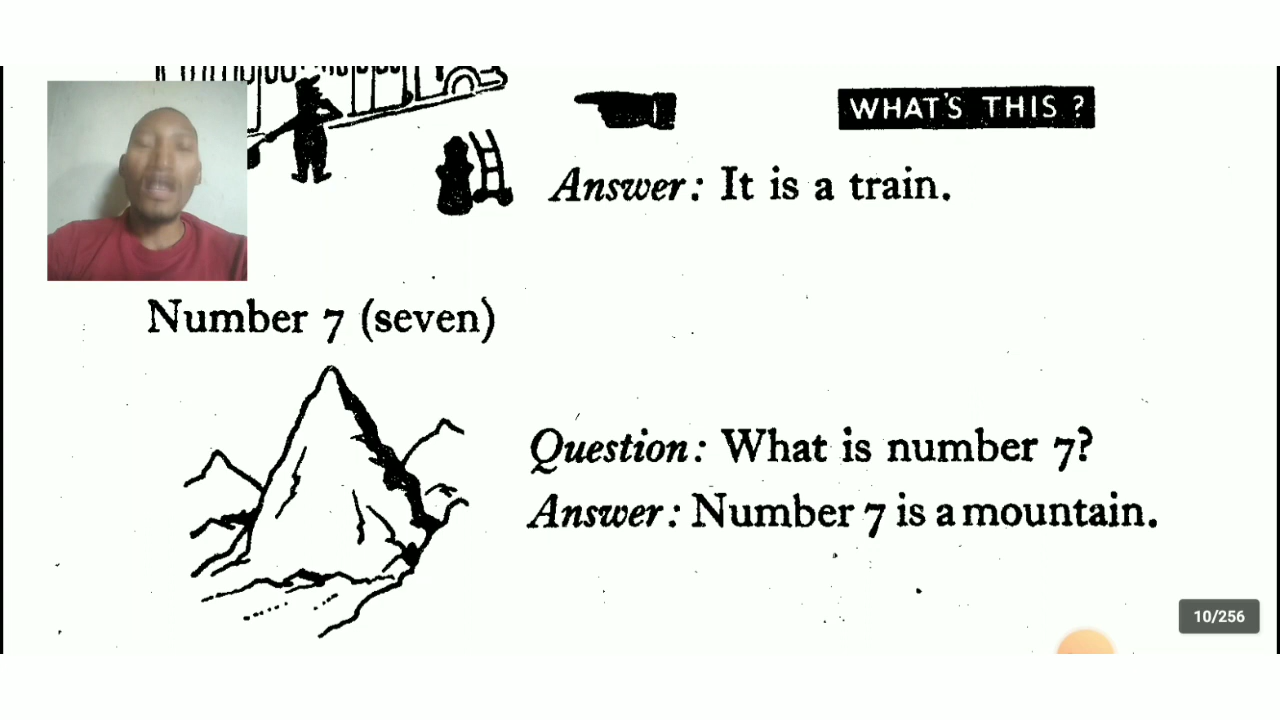 WHAT'S THIS ?
Answer: It is a train.
Number 7 (seven)
Question: What is number 7?
Answer: Number 7 is a mountain.
10/256